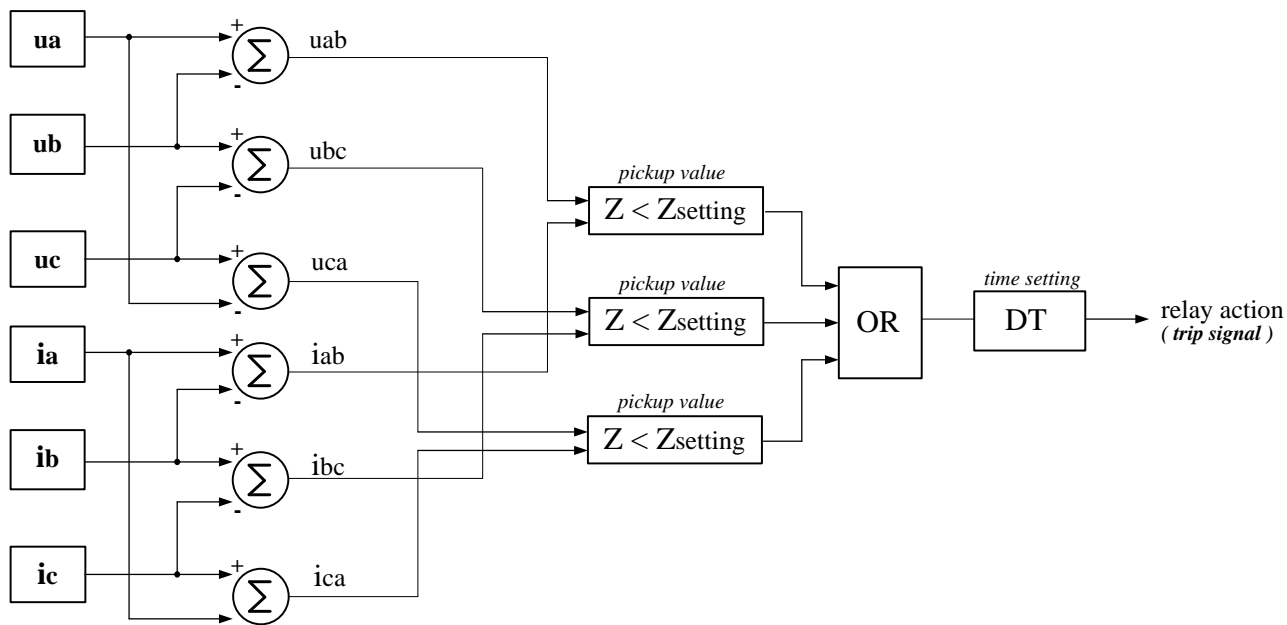 ua
+
Σ
uab
-
ub
+
Σ
ubc
-
pickup value
Z < Zsetting
uc
+
Σ
uca
-
pickup value
Z < Zsetting
OR
time setting
DT
relay action
( trip signal )
ia
+
Σ
iab
-
pickup value
Z < Zsetting
ib
+
Σ
ibc
-
ic
+
Σ
ica
-